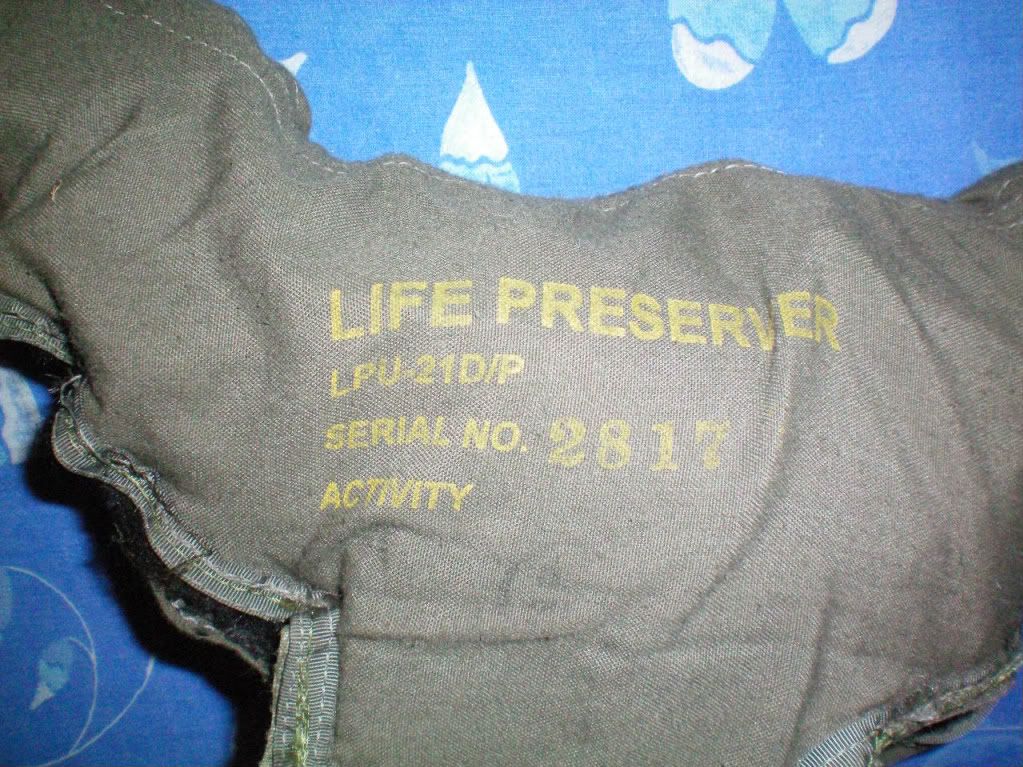 LIFE PRESERVER
LPU-21D/P
SERIAL NO. 2817
ACTIVITY